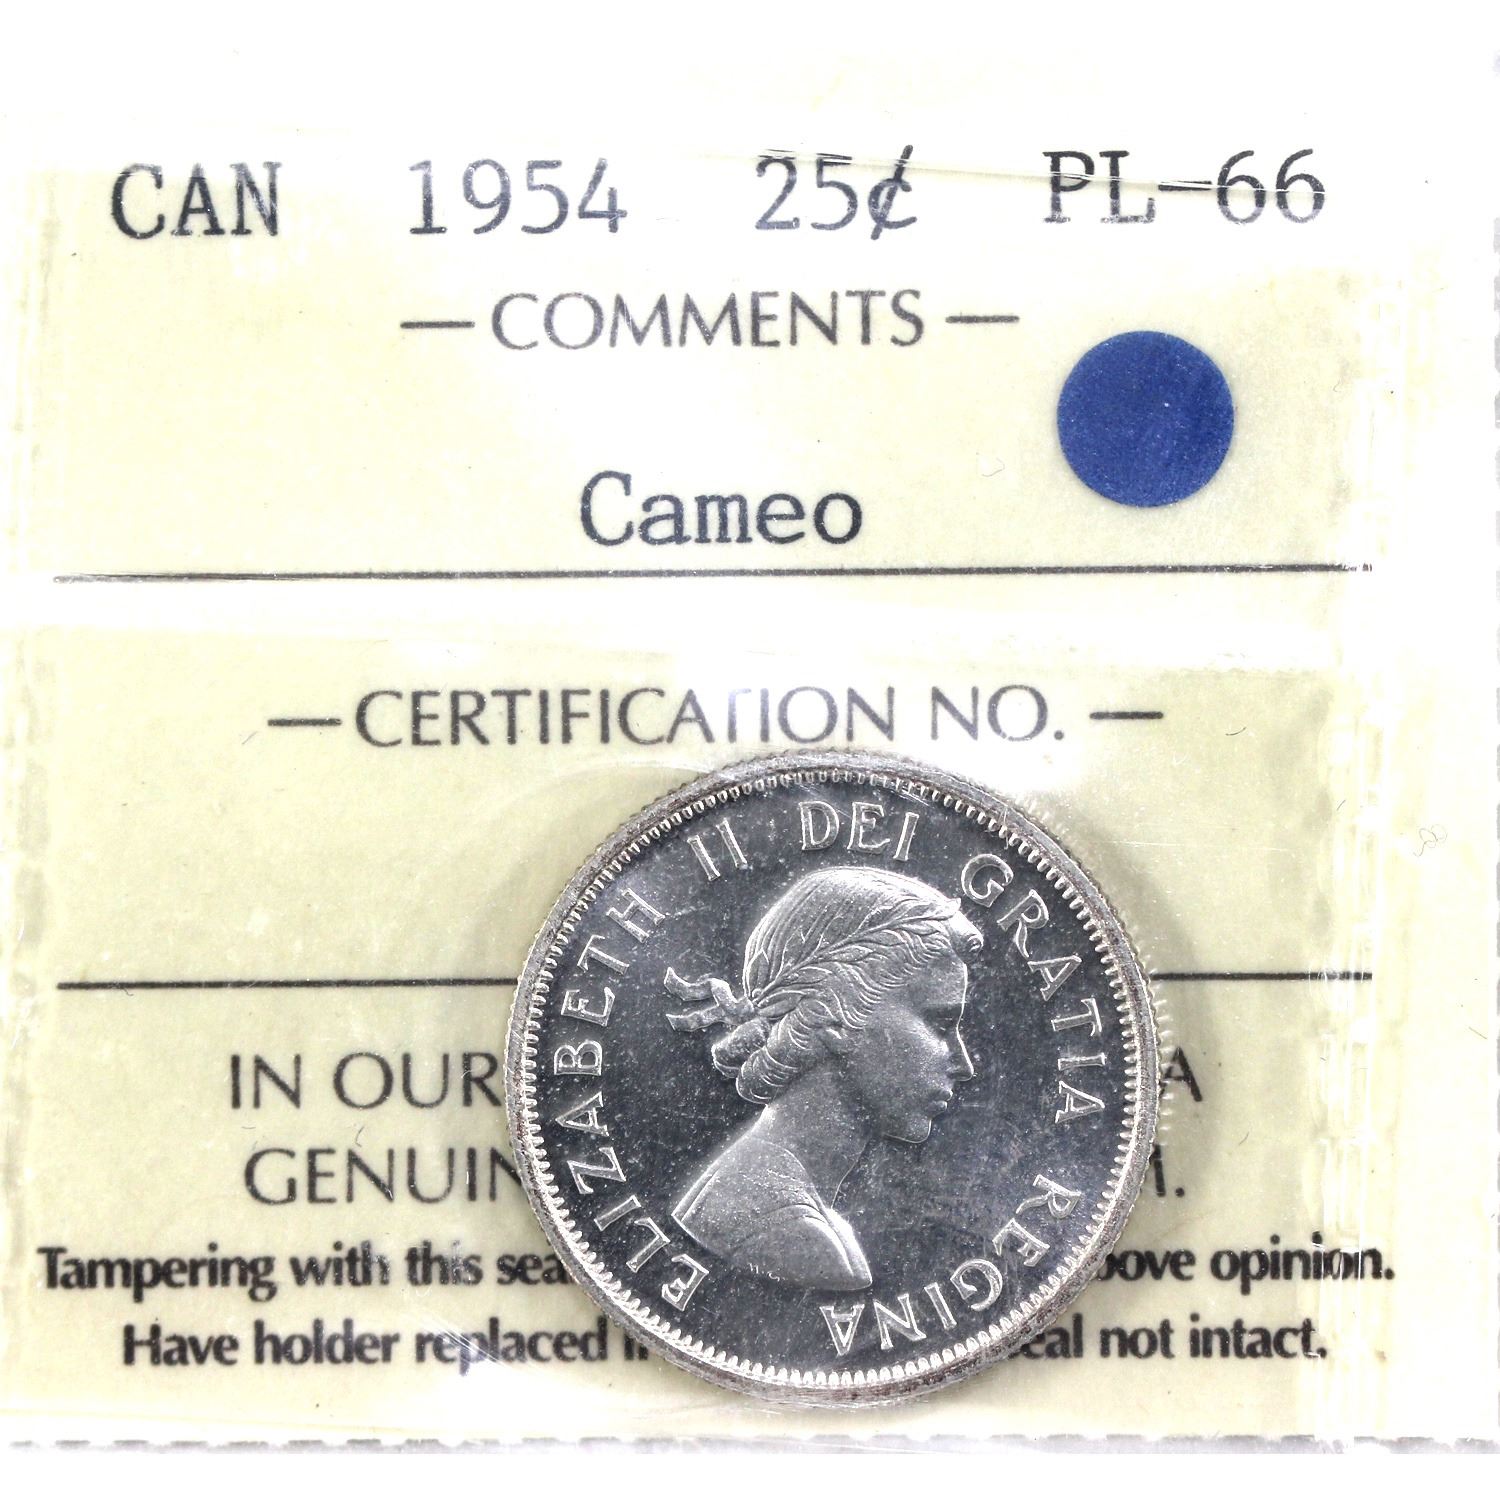 CAN 1954 25¢ PL-66
— COMMENTS —
Cameo
— CERTIFICATION NO. —
ELIZABETH II DEI GRATIA REGINA
IN OUR A
GENUIN
Tampering with this sea bove opinion.
Have holder replaced eal not intact.